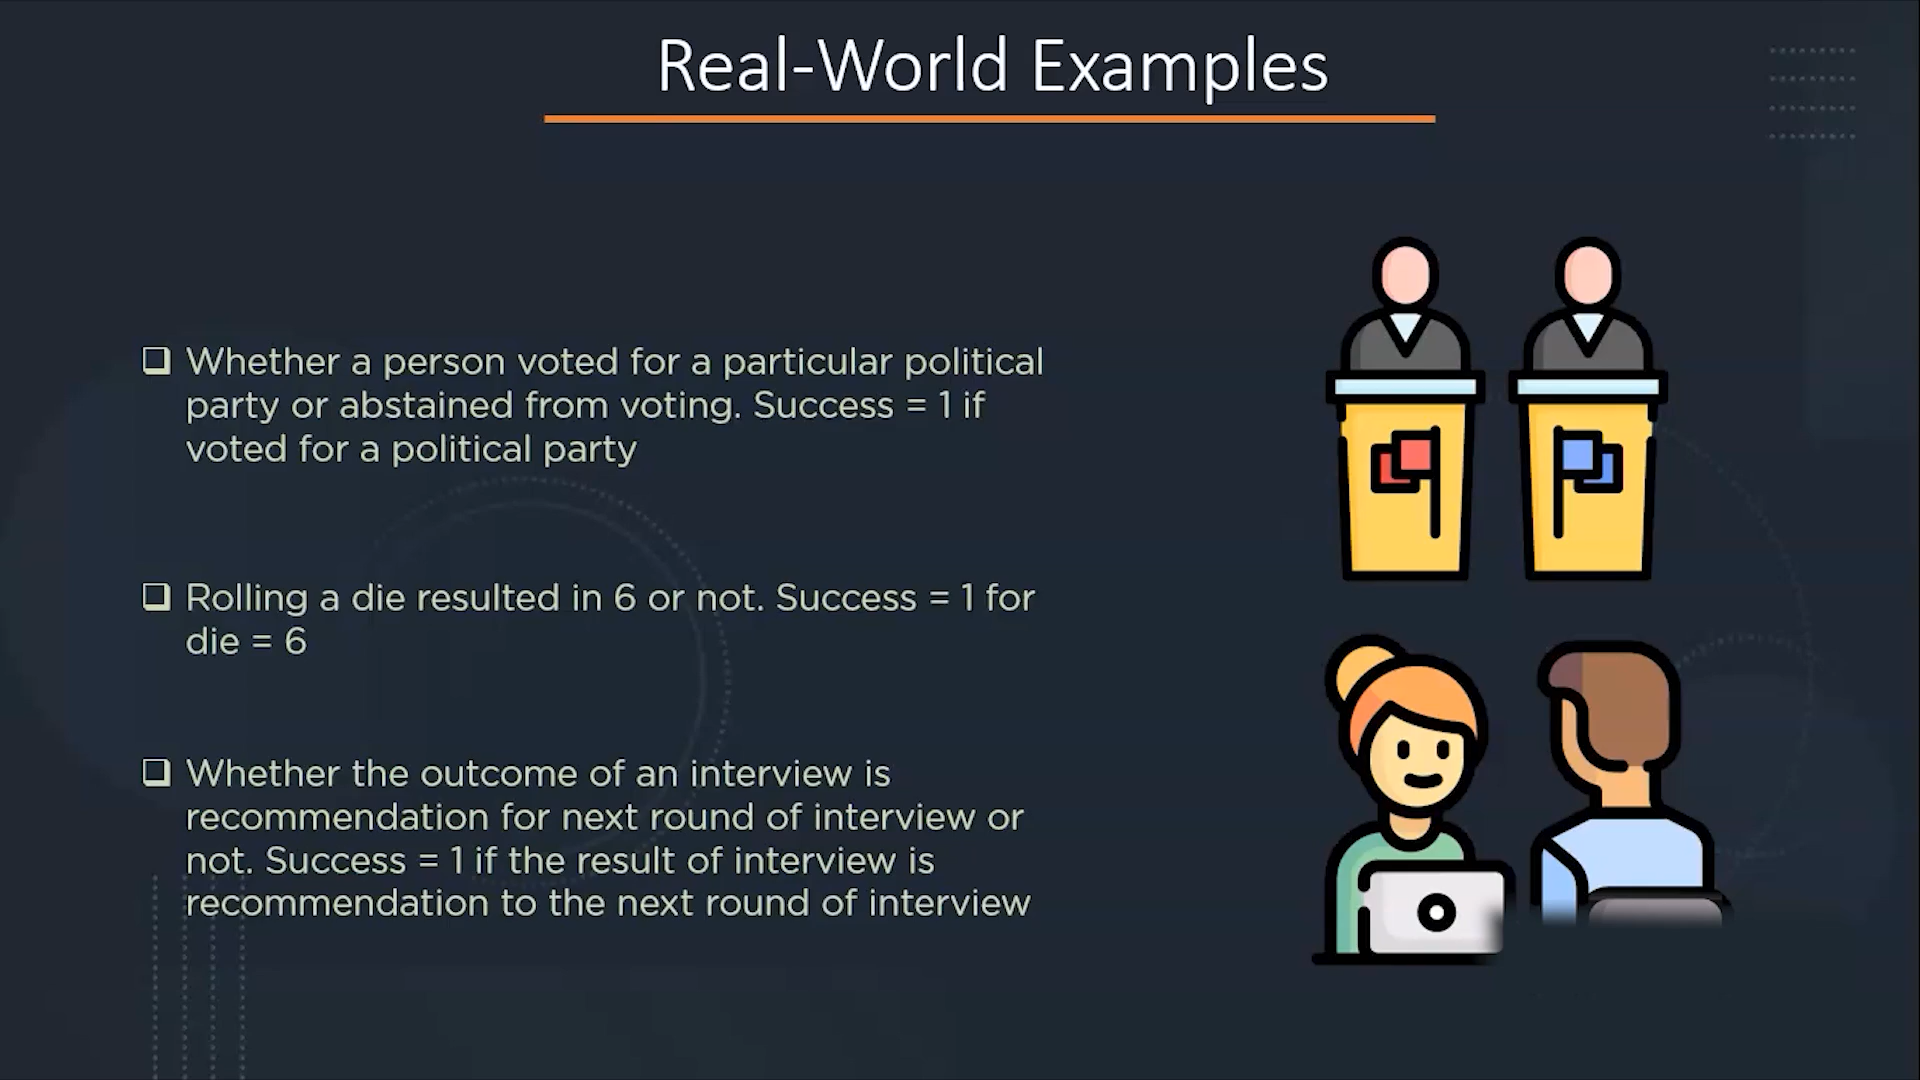 Real-World Examples
Whether a person voted for a particular political
party or abstained from voting. Success = 1 if
voted for a political party
Rolling a die resulted in 6 or not. Success = 1 for
die = 6
Whether the outcome of an interview is
recommendation for next round of interview or
not. Success = 1 if the result of interview is
recommendation to the next round of interview